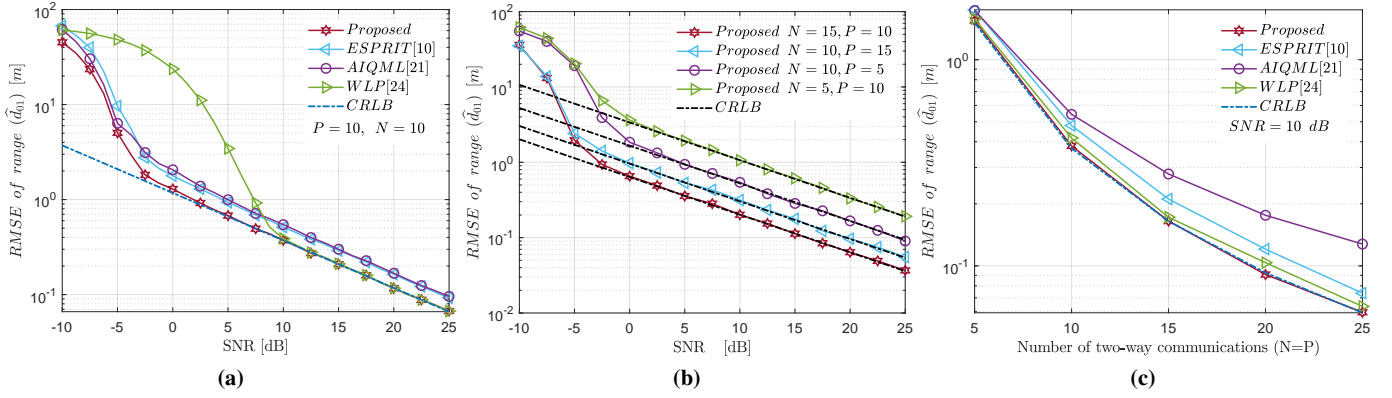 RMSE of range (d̂01) [m]
10^2
10^1
10^0
10^-1
-10 -5 0 5 10 15 20 25
SNR [dB]
Proposed
ESPRIT[10]
AIQML[21]
WLP[24]
CRLB
P = 10, N = 10
(a)
RMSE of range (d̂01) [m]
10^2
10^1
10^0
10^-1
10^-2
-10 -5 0 5 10 15 20 25
SNR [dB]
Proposed N = 15, P = 10
Proposed N = 10, P = 15
Proposed N = 10, P = 5
Proposed N = 5, P = 10
CRLB
(b)
RMSE of range (d̂01) [m]
10^0
10^-1
5 10 15 20 25
Number of two-way communications (N=P)
Proposed
ESPRIT[10]
AIQML[21]
WLP[24]
CRLB
SNR = 10 dB
(c)